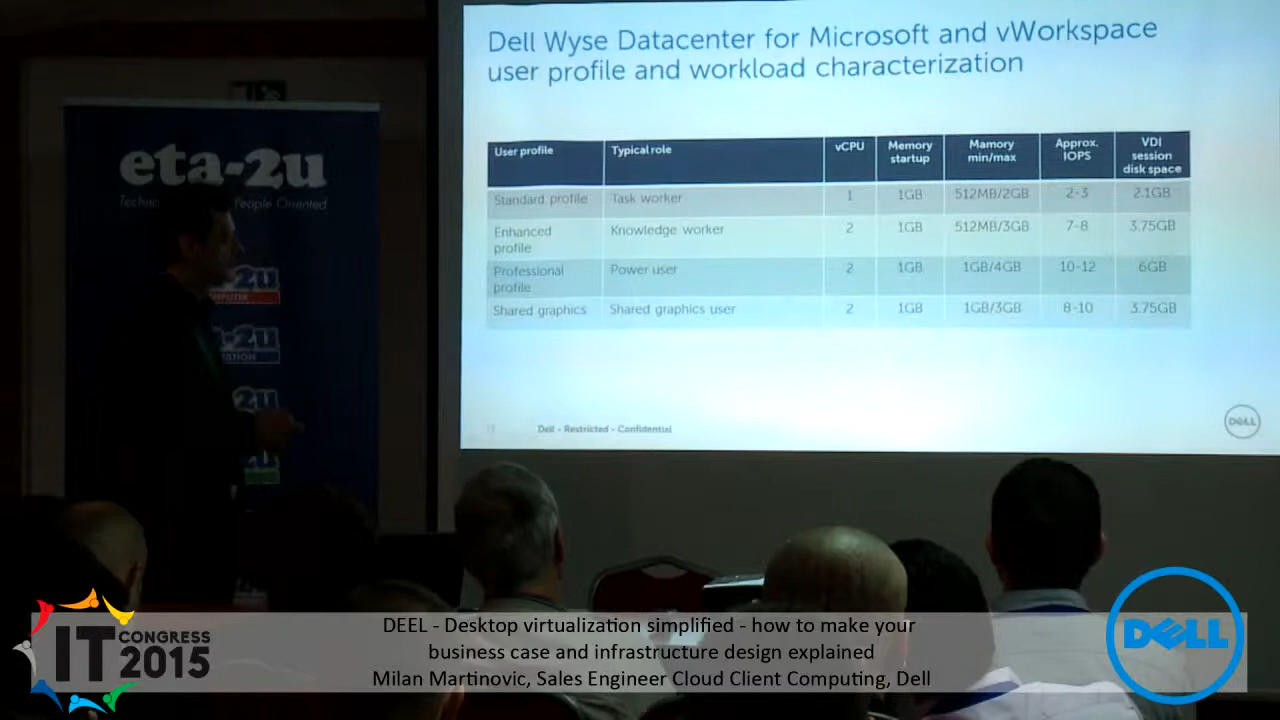 Dell Wyse Datacenter for Microsoft and vWorkspace
user profile and workload characterization
User profile Typical role vCPU Memory startup Mamory min/max Approx. IOPS VDI session disk space
Standard profile Task worker 1 1GB 512MB/2GB 2-3 2.1GB
Enhanced profile Knowledge worker 2 1GB 512MB/3GB 7-8 3.75GB
Professional profile Power user 2 1GB 1GB/4GB 10-12 6GB
Shared graphics Shared graphics user 2 1GB 1GB/3GB 8-10 3.75GB
Dell - Restricted - Confidential
DELL
eta-2u
People Oriented
DEEL - Desktop virtualization simplified - how to make your
business case and infrastructure design explained
Milan Martinovic, Sales Engineer Cloud Client Computing, Dell
IT CONGRESS
2015
DELL